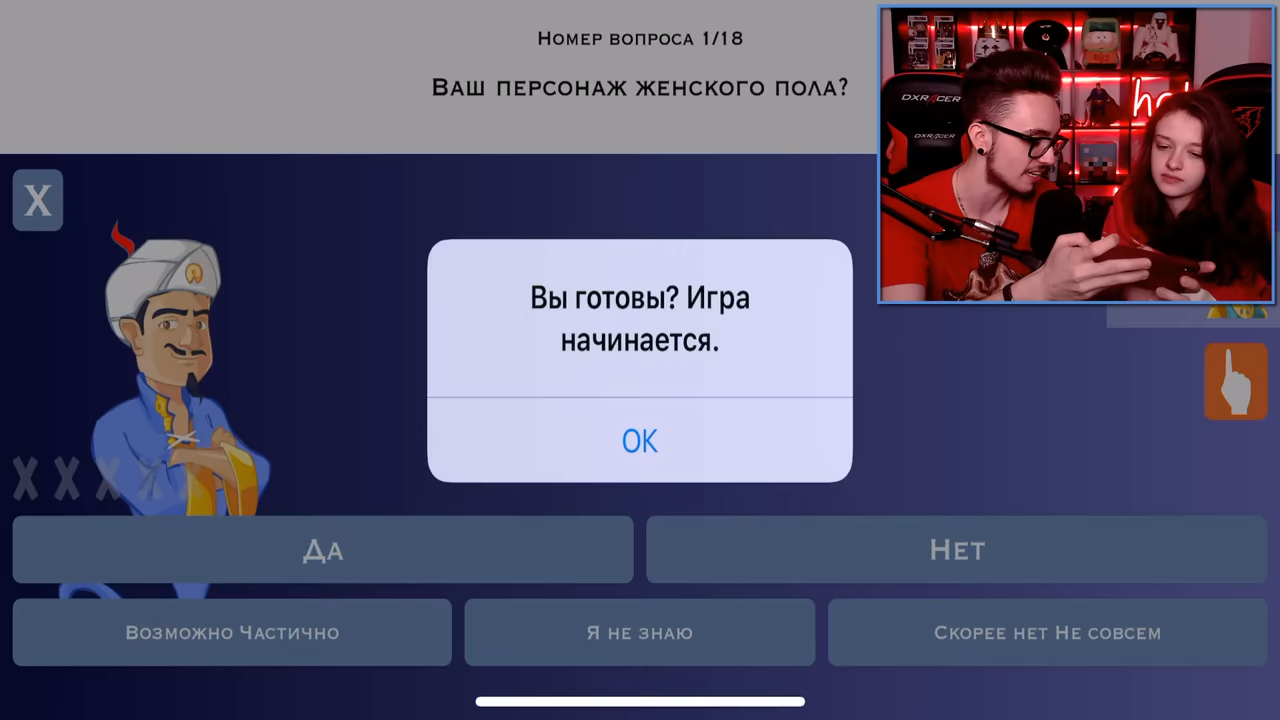 Номер вопроса 1/18
Ваш персонаж женского пола?
X
DXRACER
DXRACER
Вы готовы? Игра
начинается.
OK
X X X X
Да
Нет
Возможно Частично
Я не знаю
Скорее нет Не совсем